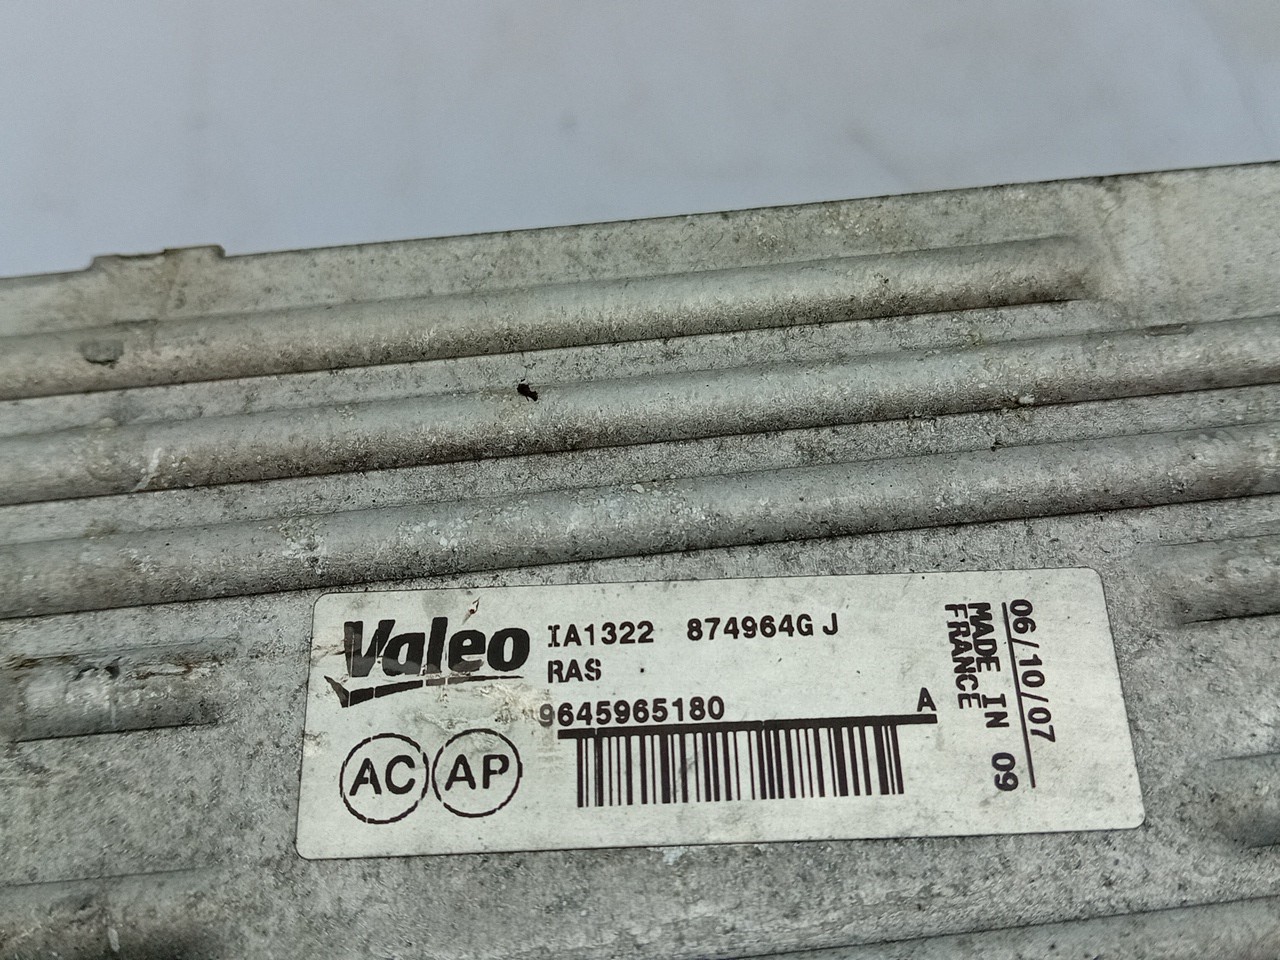 Valeo IA1322 874964G J
RAS
9645965180 A
AC AP
06/10/07
MADE IN 09
FRANCE